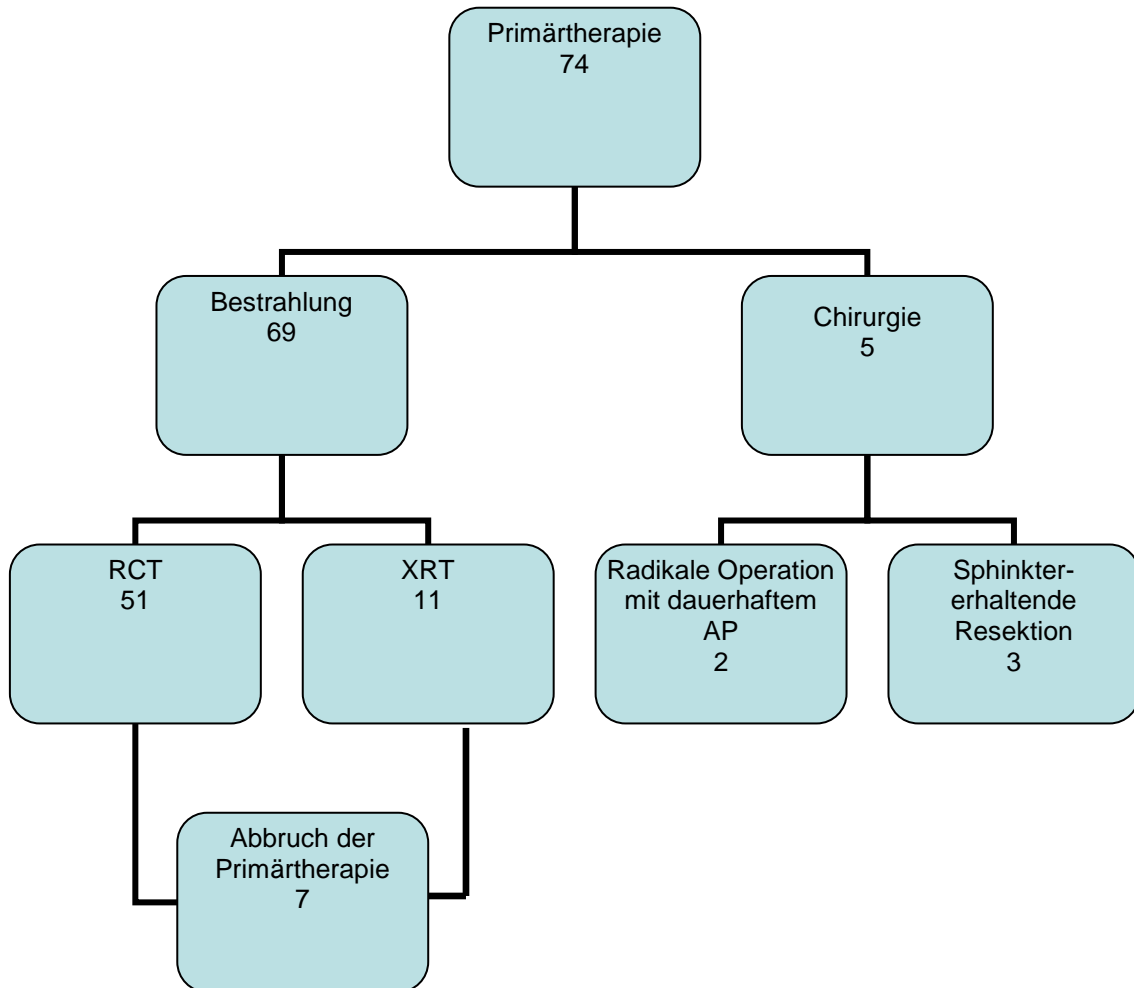 Primärtherapie
74
Bestrahlung
69
Chirurgie
5
RCT
51
XRT
11
Radikale Operation
mit dauerhaftem
AP
2
Sphinkter-
erhaltende
Resektion
3
Abbruch der
Primärtherapie
7